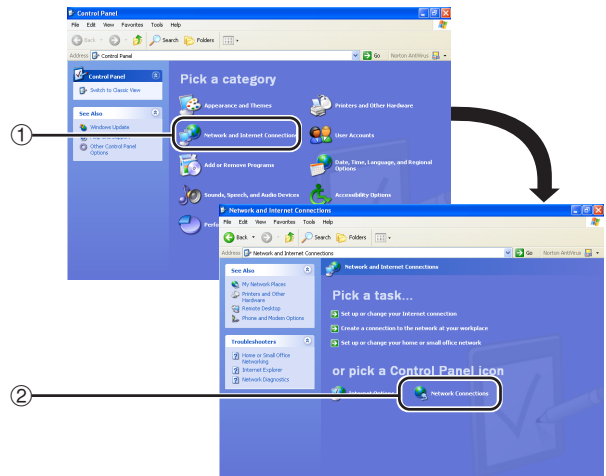 Control Panel
File Edit View Favorites Tools Help
Back Search Folders
Address Control Panel Go Norton AntiVirus
Control Panel
Switch to Classic View
See Also
Windows Update
Help and Support
Other Control Panel
Options
Pick a category
Appearance and Themes
Printers and Other Hardware
Network and Internet Connections
User Accounts
Add or Remove Programs
Date, Time, Language, and Regional
Options
Sounds, Speech, and Audio Devices
Accessibility Options
①
Network and Internet Connections
File Edit View Favorites Tools Help
Back Search Folders
Address Network and Internet Connections Go Norton AntiVirus
See Also
My Network Places
Printers and Other
Hardware
Remote Desktop
Phone and Modem Options
Troubleshooters
Home or Small Office
Networking
Internet Explorer
Network Diagnostics
Network and Internet Connections
Pick a task...
Set up or change your Internet connection
Create a connection to the network at your workplace
Set up or change your home or small office network
or pick a Control Panel icon
Internet Options
Network Connections
②